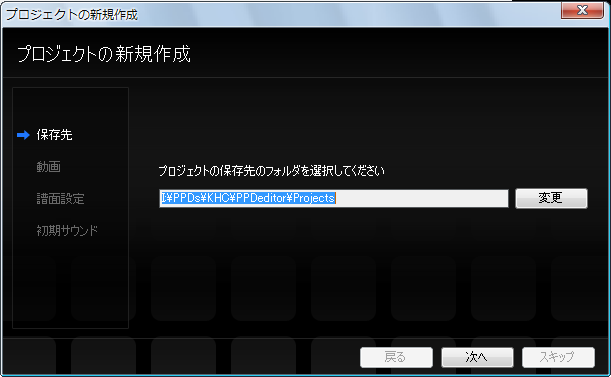 プロジェクトの新規作成
プロジェクトの新規作成
保存先
動画
譜面設定
初期サウンド
プロジェクトの保存先のフォルダを選択してください
I¥PPDs¥KHC¥PPDeditor¥Projects
変更
戻る
次へ
スキップ